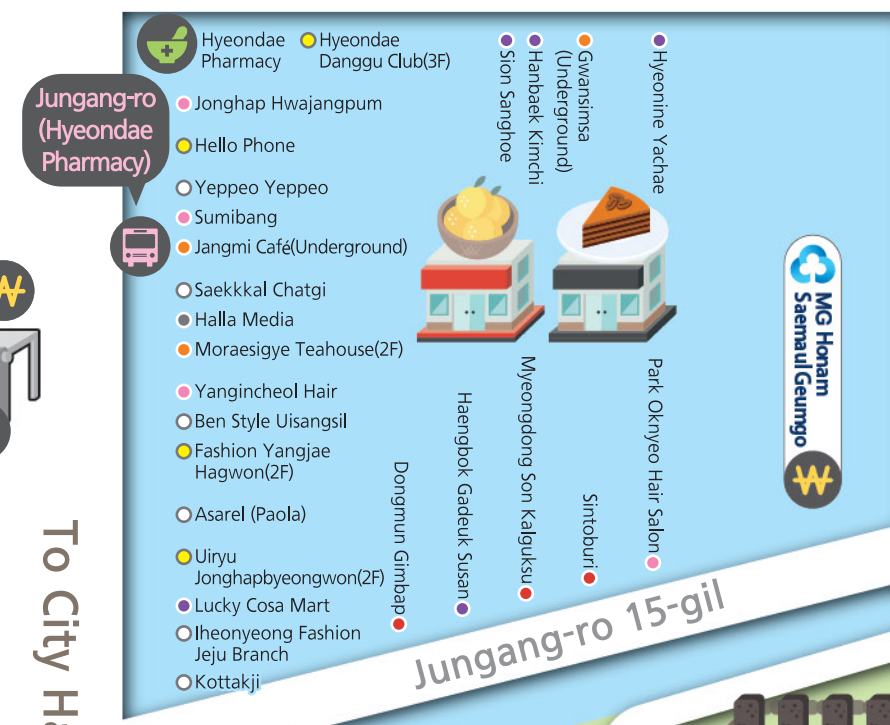 Hyeondae
Pharmacy
Hyeondae
Danggu Club(3F)
Jungang-ro
(Hyeondae
Pharmacy)
Jonghap Hwajangpum
Hello Phone
Yeppeo Yeppeo
Sumibang
Jangmi Café(Underground)
Saekkkal Chatgi
Halla Media
Moraesigye Teahouse(2F)
Yangincheol Hair
Ben Style Uisangsil
Fashion Yangjae
Hagwon(2F)
Asarel (Paola)
Uiryu
Jonghapbyeongwon(2F)
Lucky Cosa Mart
Iheonyeong Fashion
Jeju Branch
Kottakji
Sion Sanghoe
Hanbaek Kimchi
Gwansimsa
(Underground)
Hyeonine Yachae
MG Honam
Saemaul Geumgo
₩
₩
Dongmun Gimbap
Haengbok Gadeuk Susan
Myeongdong Son Kalguksu
Sintoburi
Park Oknyeo Hair Salon
Jungang-ro 15-gil
To City